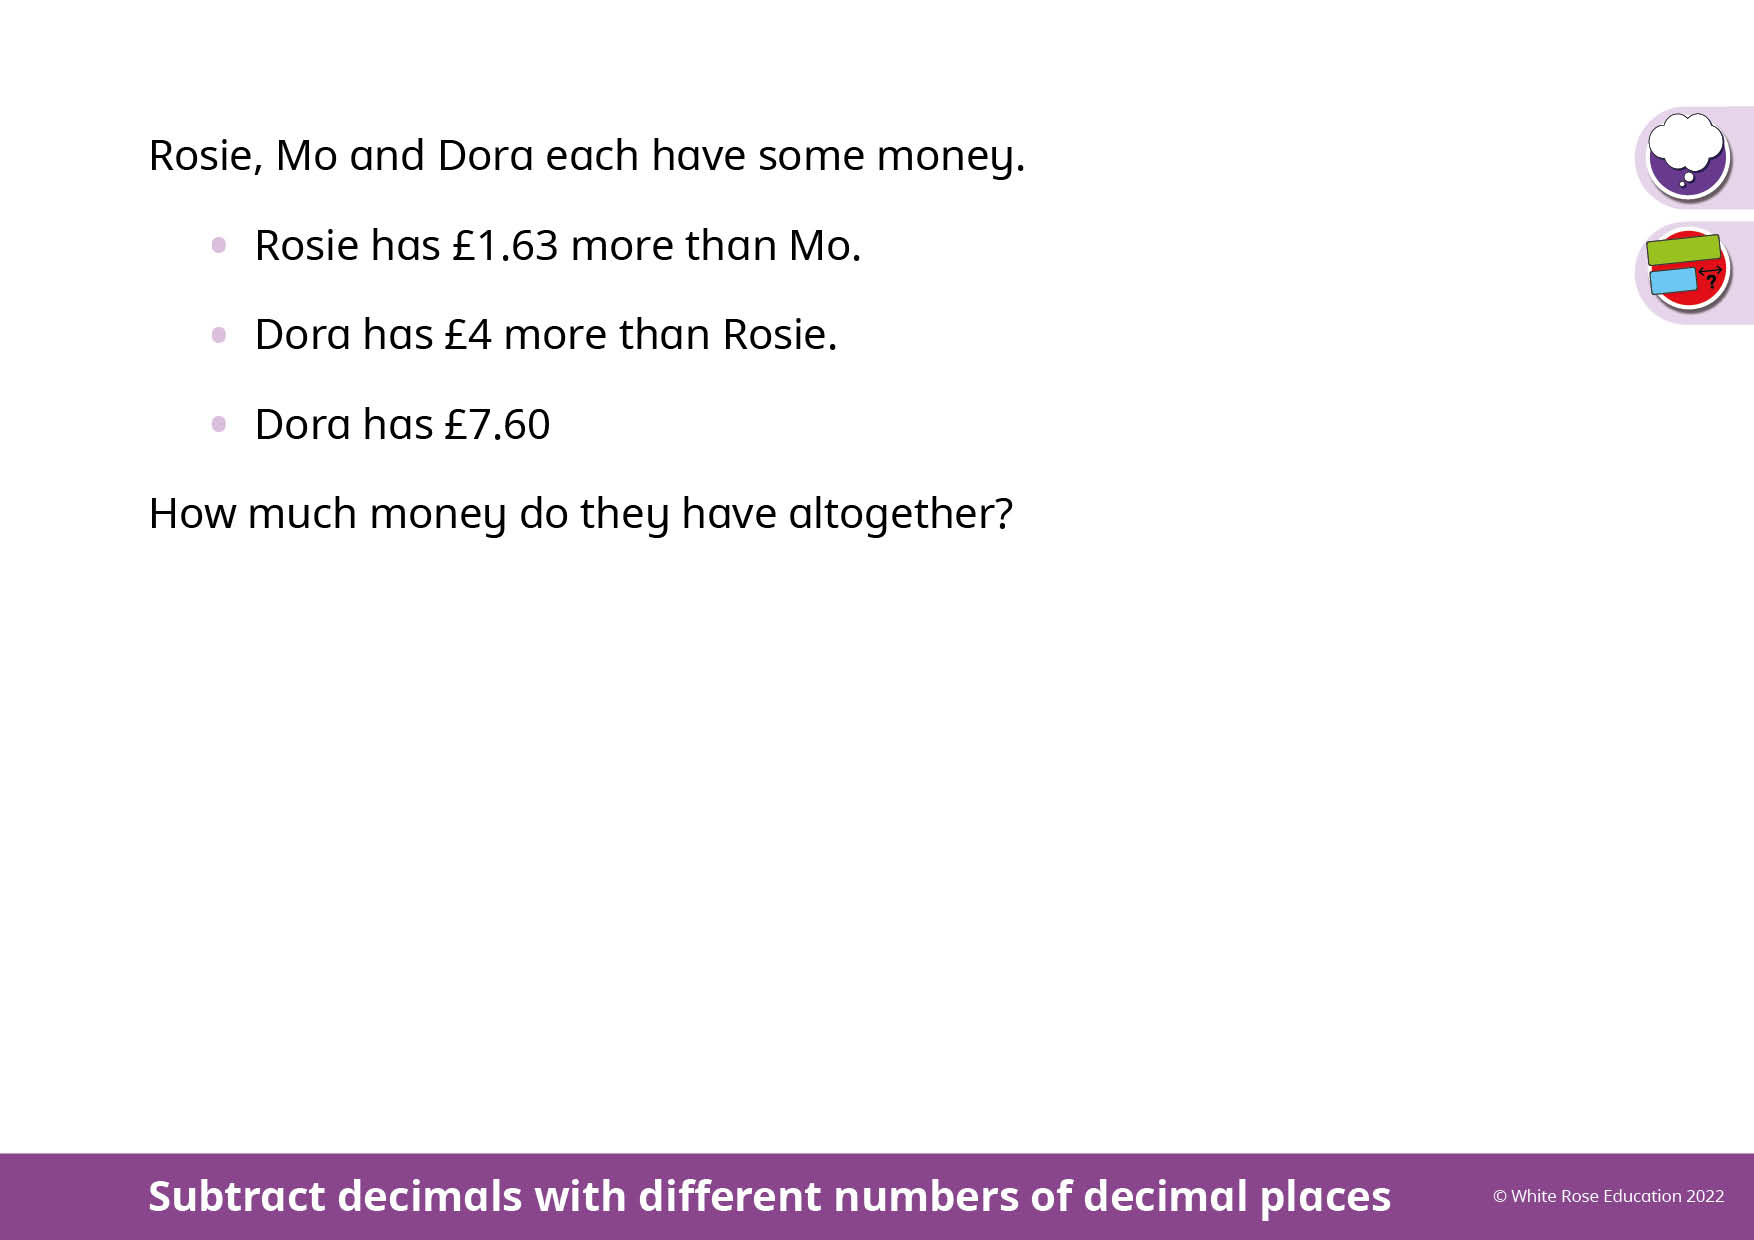 Rosie, Mo and Dora each have some money.
• Rosie has £1.63 more than Mo.
• Dora has £4 more than Rosie.
• Dora has £7.60
How much money do they have altogether?
?
Subtract decimals with different numbers of decimal places
© White Rose Education 2022